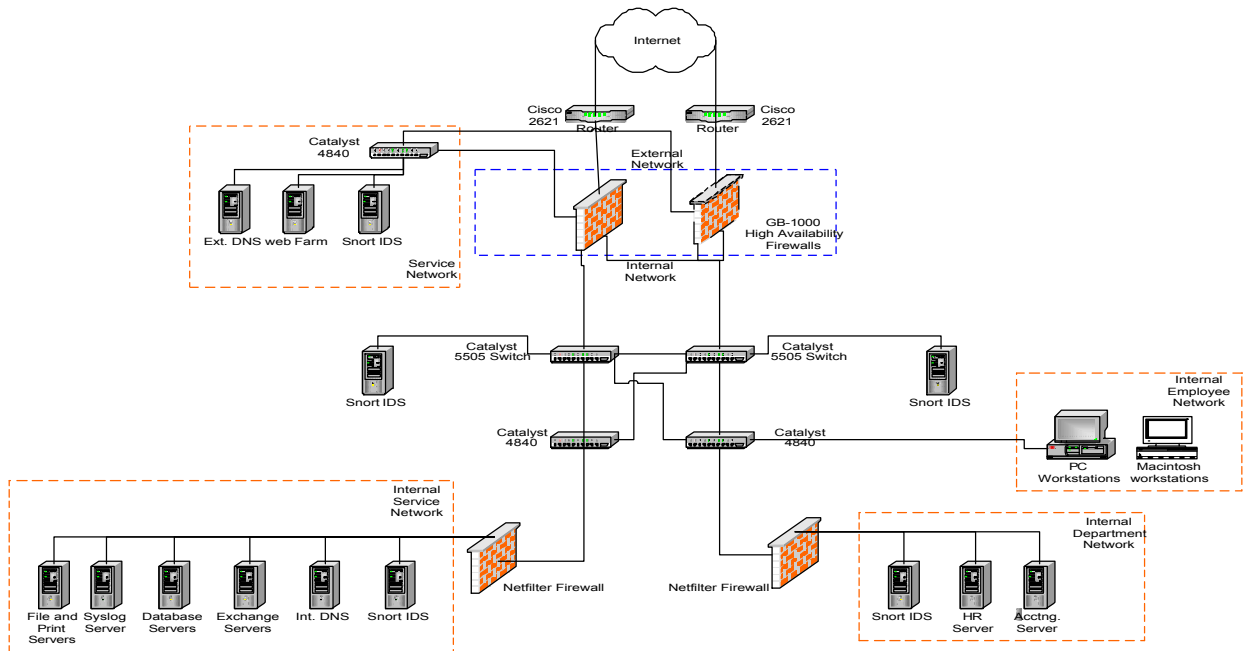 Internet
Cisco
2621
Router
Cisco
2621
Router
Catalyst
4840
External
Network
Ext. DNS
web Farm
Snort IDS
Service
Network
GB-1000
High Availability
Firewalls
Internal
Network
Catalyst
5505 Switch
Catalyst
5505 Switch
Snort IDS
Snort IDS
Catalyst
4840
Catalyst
4840
Internal
Employee
Network
PC
Workstations
Macintosh
workstations
Internal
Service
Network
Netfilter Firewall
File and
Print
Servers
Syslog
Server
Database
Servers
Exchange
Servers
Int. DNS
Snort IDS
Netfilter Firewall
Internal
Department
Network
Snort IDS
HR
Server
Acctng.
Server